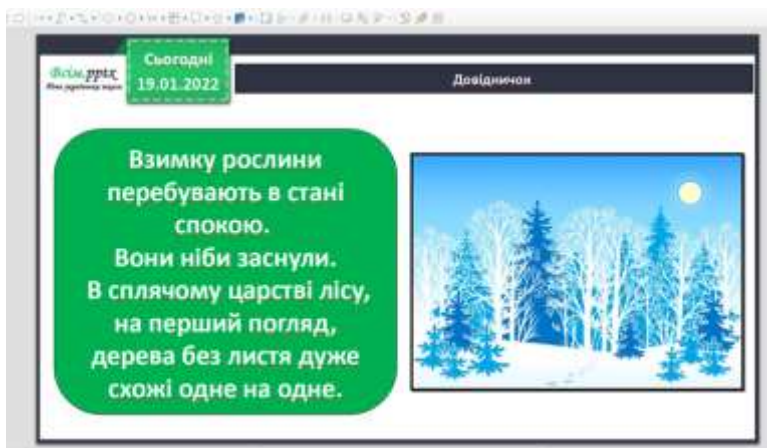 Сьогодні
19.01.2022
Всім.pptx
Довідничок
Взимку рослини
перебувають в стані
спокою.
Вони ніби заснули.
В сплячому царстві лісу,
на перший погляд,
дерева без листя дуже
схожі одне на одне.